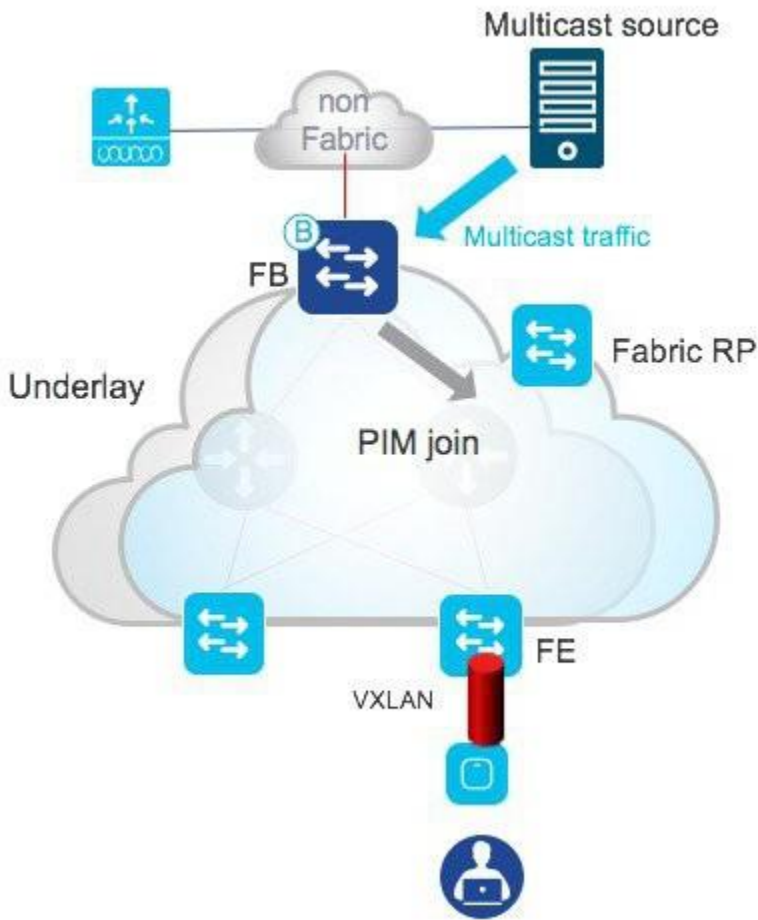 Multicast source
non
Fabric
B
Multicast traffic
FB
Fabric RP
Underlay
PIM join
FE
VXLAN